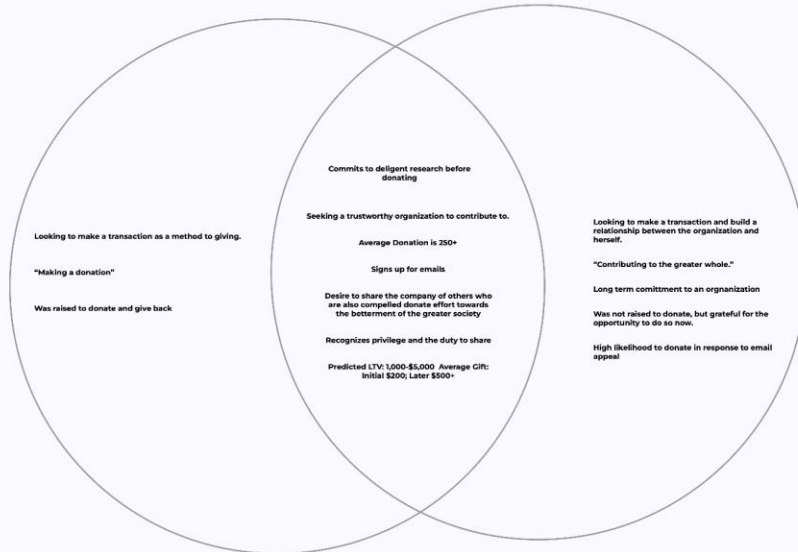 Looking to make a transaction as a method to giving.
“Making a donation”
Was raised to donate and give back
Commits to deligent research before
donating
Seeking a trustworthy organization to contribute to.
Average Donation is 250+
Signs up for emails
Desire to share the company of others who
are also compelled donate effort towards
the betterment of the greater society
Recognizes privilege and the duty to share
Predicted LTV: 1,000-$5,000 Average Gift:
Initial $200; Later $500+
Looking to make a transaction and build a
relationship between the organization and
herself.
“Contributing to the greater whole.”
Long term comittment to an orgnanization
Was not raised to donate, but grateful for the
opportunity to do so now.
High likelihood to donate in response to email
appeal